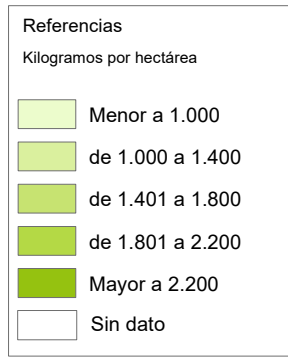 Referencias
Kilogramos por hectárea
Menor a 1.000
de 1.000 a 1.400
de 1.401 a 1.800
de 1.801 a 2.200
Mayor a 2.200
Sin dato